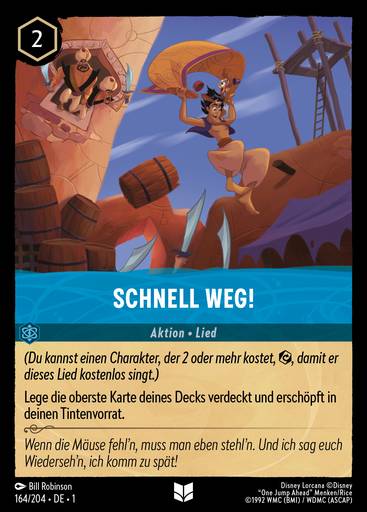 2
SCHNELL WEG!
Aktion • Lied
(Du kannst einen Charakter, der 2 oder mehr kostet, , damit er
dieses Lied kostenlos singt.)
Lege die oberste Karte deines Decks verdeckt und erschöpft in
deinen Tintenvorrat.
Wenn die Mäuse fehl'n, muss man eben stehl'n. Und ich sag euch
Wiederseh'n, ich komm zu spät!
Bill Robinson
164/204 • DE • 1
Disney Lorcana ©Disney
"One Jump Ahead" Menken/Rice
©1992 WMC (BMI) / WDMC (ASCAP)